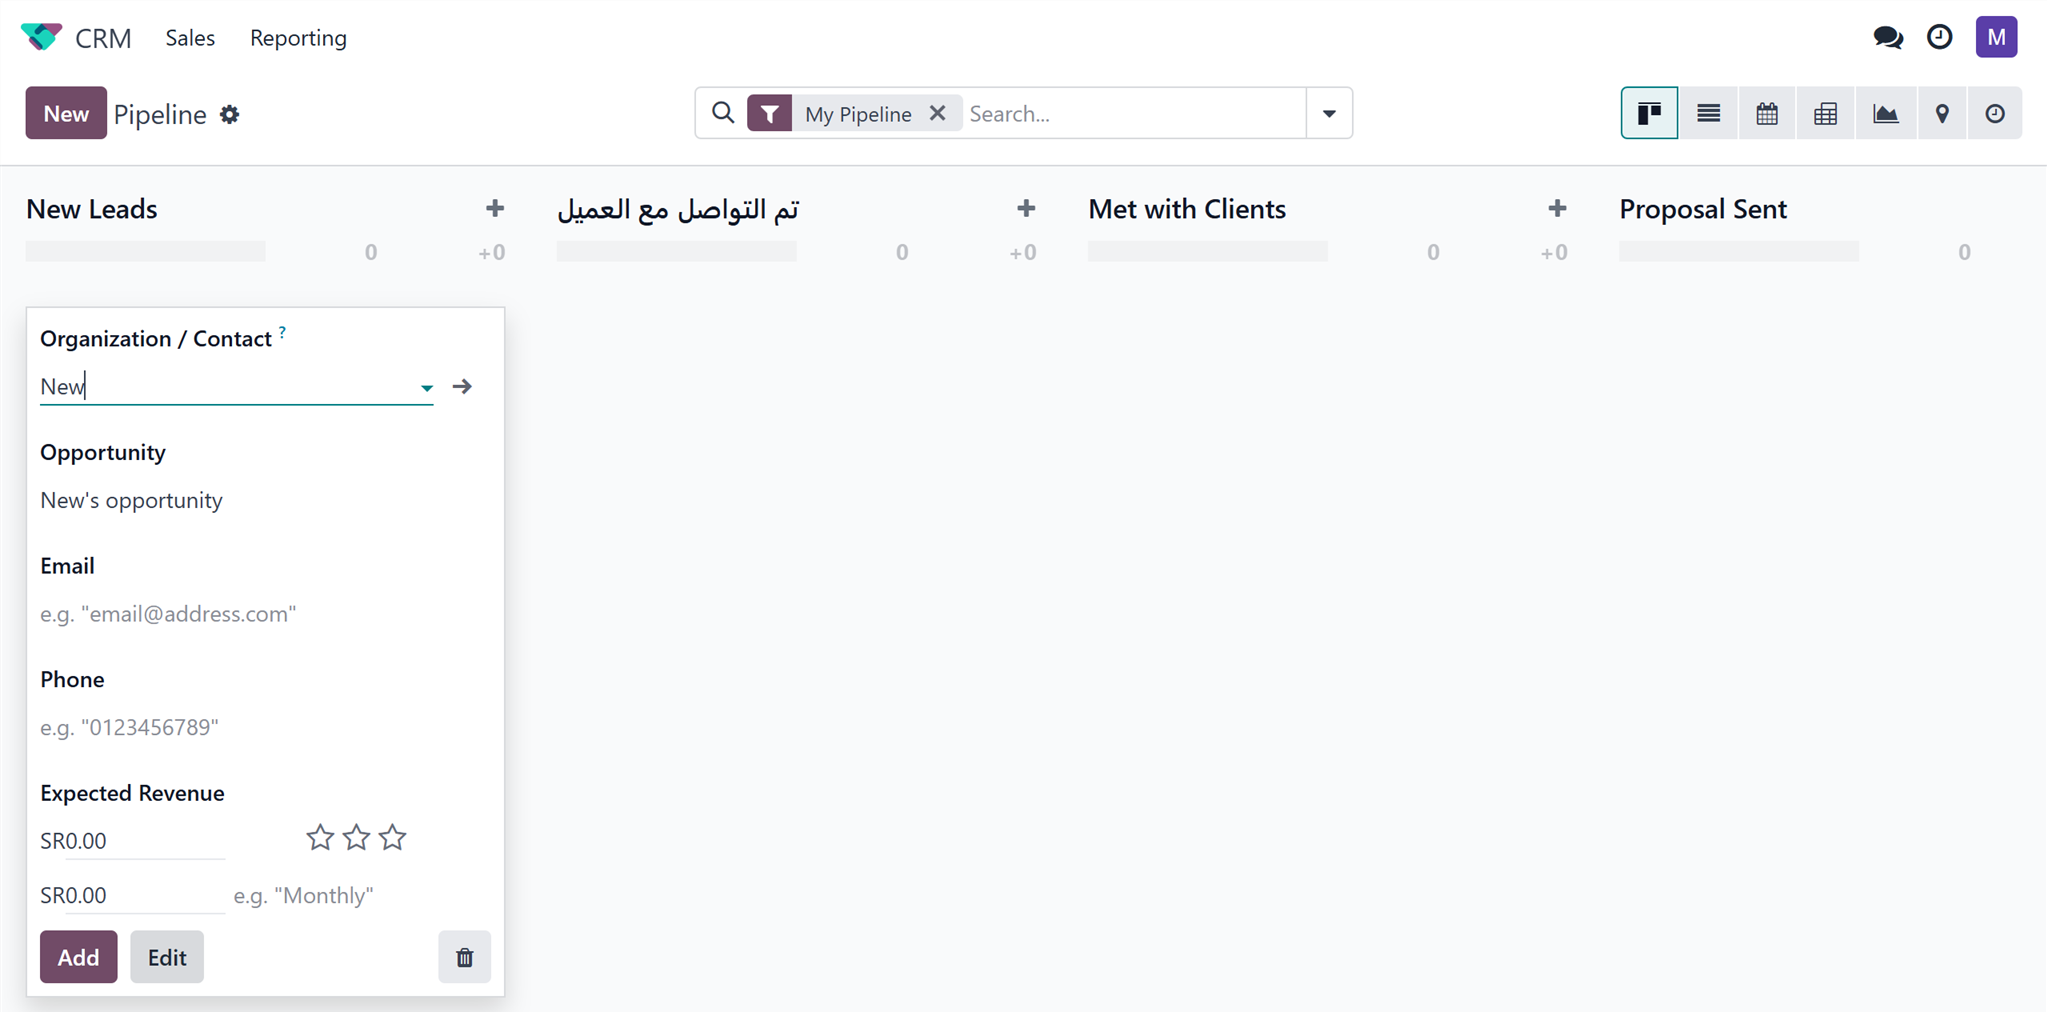 CRM Sales Reporting M
New Pipeline My Pipeline Search...
New Leads تم التواصل مع العميل Met with Clients Proposal Sent
0 +0 0 +0 0 +0 0
Organization / Contact ?
New
Opportunity
New's opportunity
Email
e.g. "email@address.com"
Phone
e.g. "0123456789"
Expected Revenue
SR0.00
SR0.00 e.g. "Monthly"
Add Edit